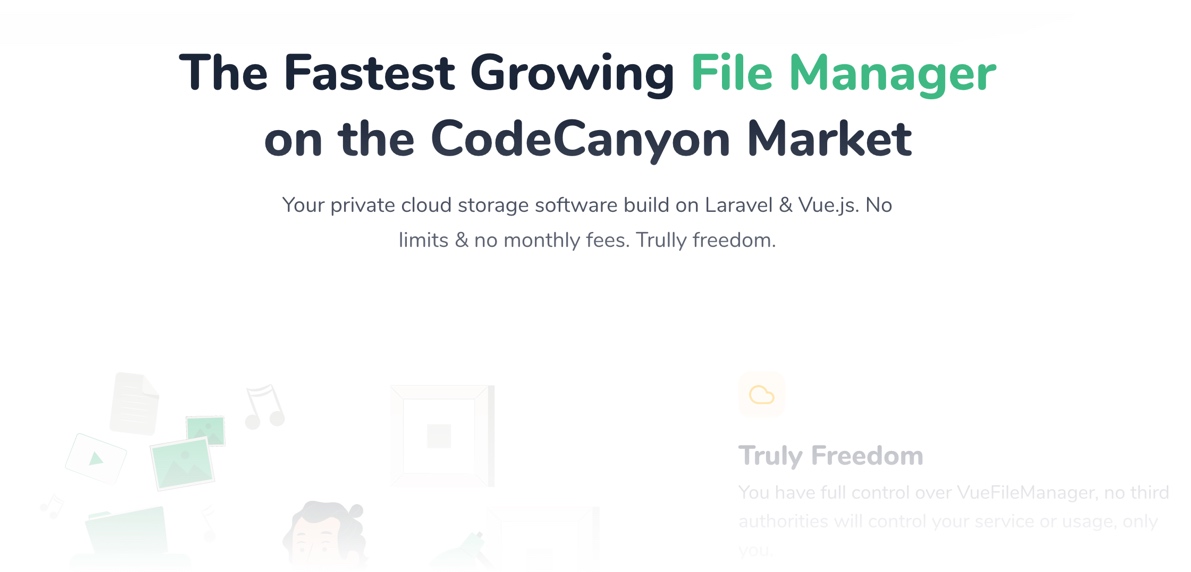 The Fastest Growing File Manager
on the CodeCanyon Market
Your private cloud storage software build on Laravel & Vue.js. No
limits & no monthly fees. Trully freedom.
Truly Freedom
You have full control over VueFileManager, no third
authorities will control your service or usage, only
you.